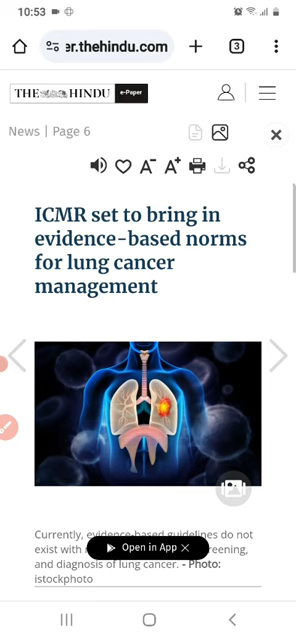 10:53
er.thehindu.com
3
THE HINDU e-Paper
News | Page 6
A- A+
ICMR set to bring in
evidence-based norms
for lung cancer
management
Currently, evidence-based guidelines do not
exist with reening,
and diagnosis of lung cancer. - Photo:
istockphoto
Open in App